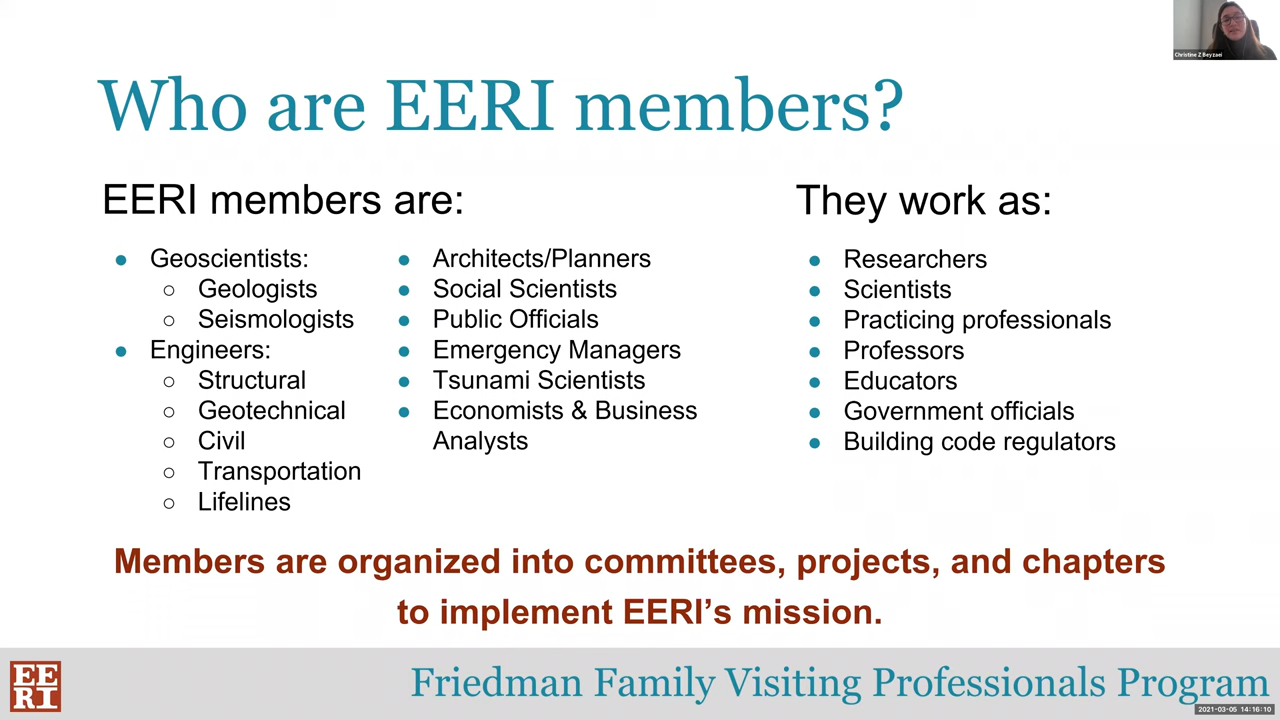 Christine Z Beyzaei
Who are EERI members?
EERI members are:
Geoscientists:
Geologists
Seismologists
Engineers:
Structural
Geotechnical
Civil
Transportation
Lifelines
Architects/Planners
Social Scientists
Public Officials
Emergency Managers
Tsunami Scientists
Economists & Business
Analysts
They work as:
Researchers
Scientists
Practicing professionals
Professors
Educators
Government officials
Building code regulators
Members are organized into committees, projects, and chapters
to implement EERI’s mission.
EE
RI
Friedman Family Visiting Professionals Program
2021-03-05 14:16:10